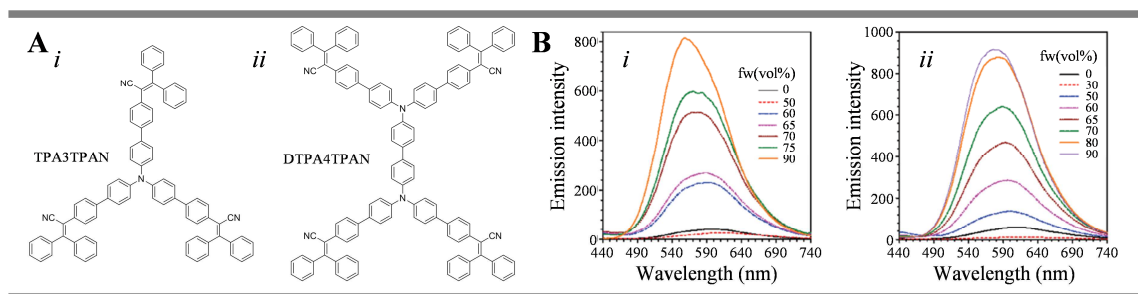 A
i
NC
TPA3TPAN
N
NC
CN
ii
NC
CN
N
DTPA4TPAN
N
NC
CN
B
Emission intensity
800
600
400
200
0
440 490 540 590 640 690 740
Wavelength (nm)
i
fw(vol%)
0
50
60
65
70
75
90
Emission intensity
1000
800
600
400
200
0
440 490 540 590 640 690 740
Wavelength (nm)
ii
fw(vol%)
0
30
50
60
65
70
80
90